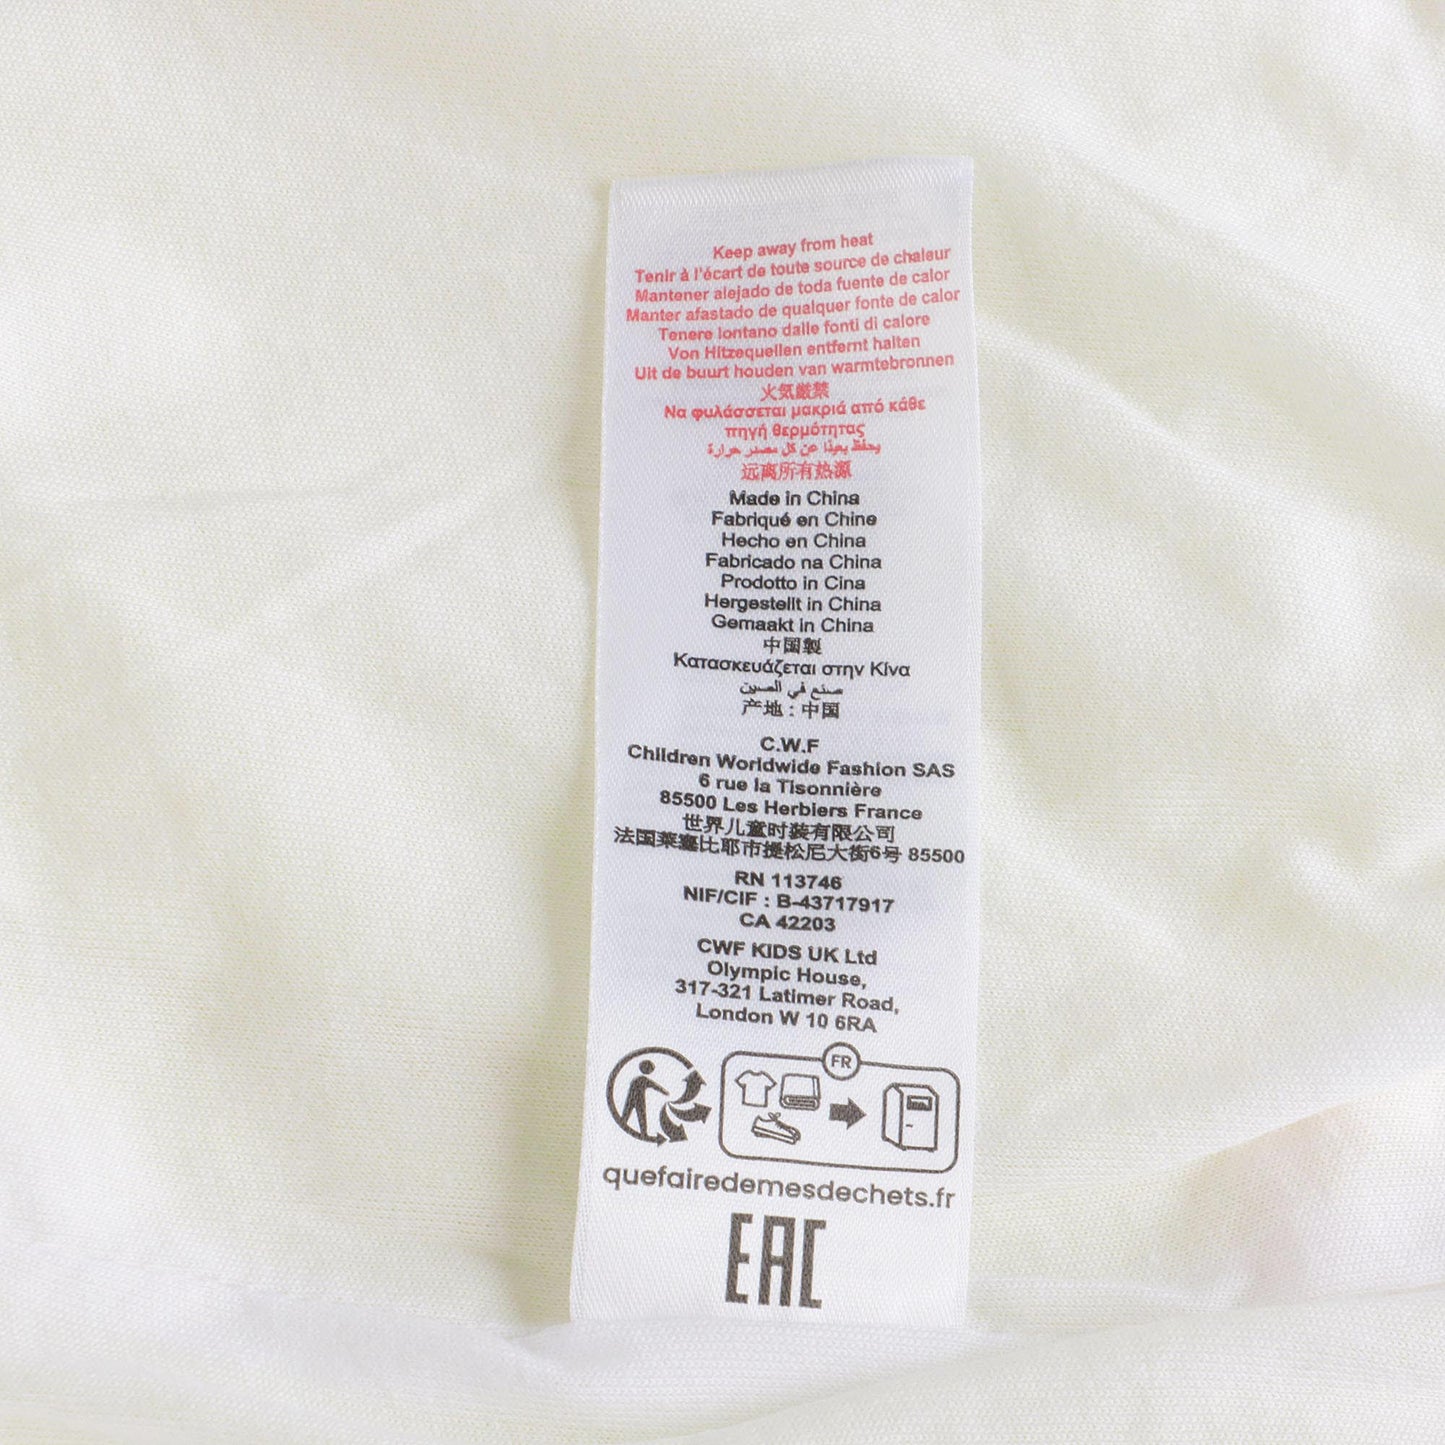 Keep away from heat
Tenir à l'écart de toute source de chaleur
Mantener alejado de toda fuente de calor
Manter afastado de qualquer fonte de calor
Tenere lontano dalle fonti di calore
Von Hitzequellen entfernt halten
Uit de buurt houden van warmtebronnen
火気厳禁
Να φυλάσσεται μακριά από κάθε
πηγή θερμότητας
يحفظ بعيدًا عن كل مصدر حرارة
远离所有热源
Made in China
Fabriqué en Chine
Hecho en China
Fabricado na China
Prodotto in Cina
Hergestellt in China
Gemaakt in China
中国製
Κατασκευάζεται στην Κίνα
صنع في الصين
产地：中国
C.W.F
Children Worldwide Fashion SAS
6 rue la Tisonnière
85500 Les Herbiers France
世界儿童时装有限公司
法国莱塞比耶市提松尼大街6号 85500
RN 113746
NIF/CIF : B-43717917
CA 42203
CWF KIDS UK Ltd
Olympic House,
317-321 Latimer Road,
London W 10 6RA
FR
quefairedemesdechets.fr
EAC